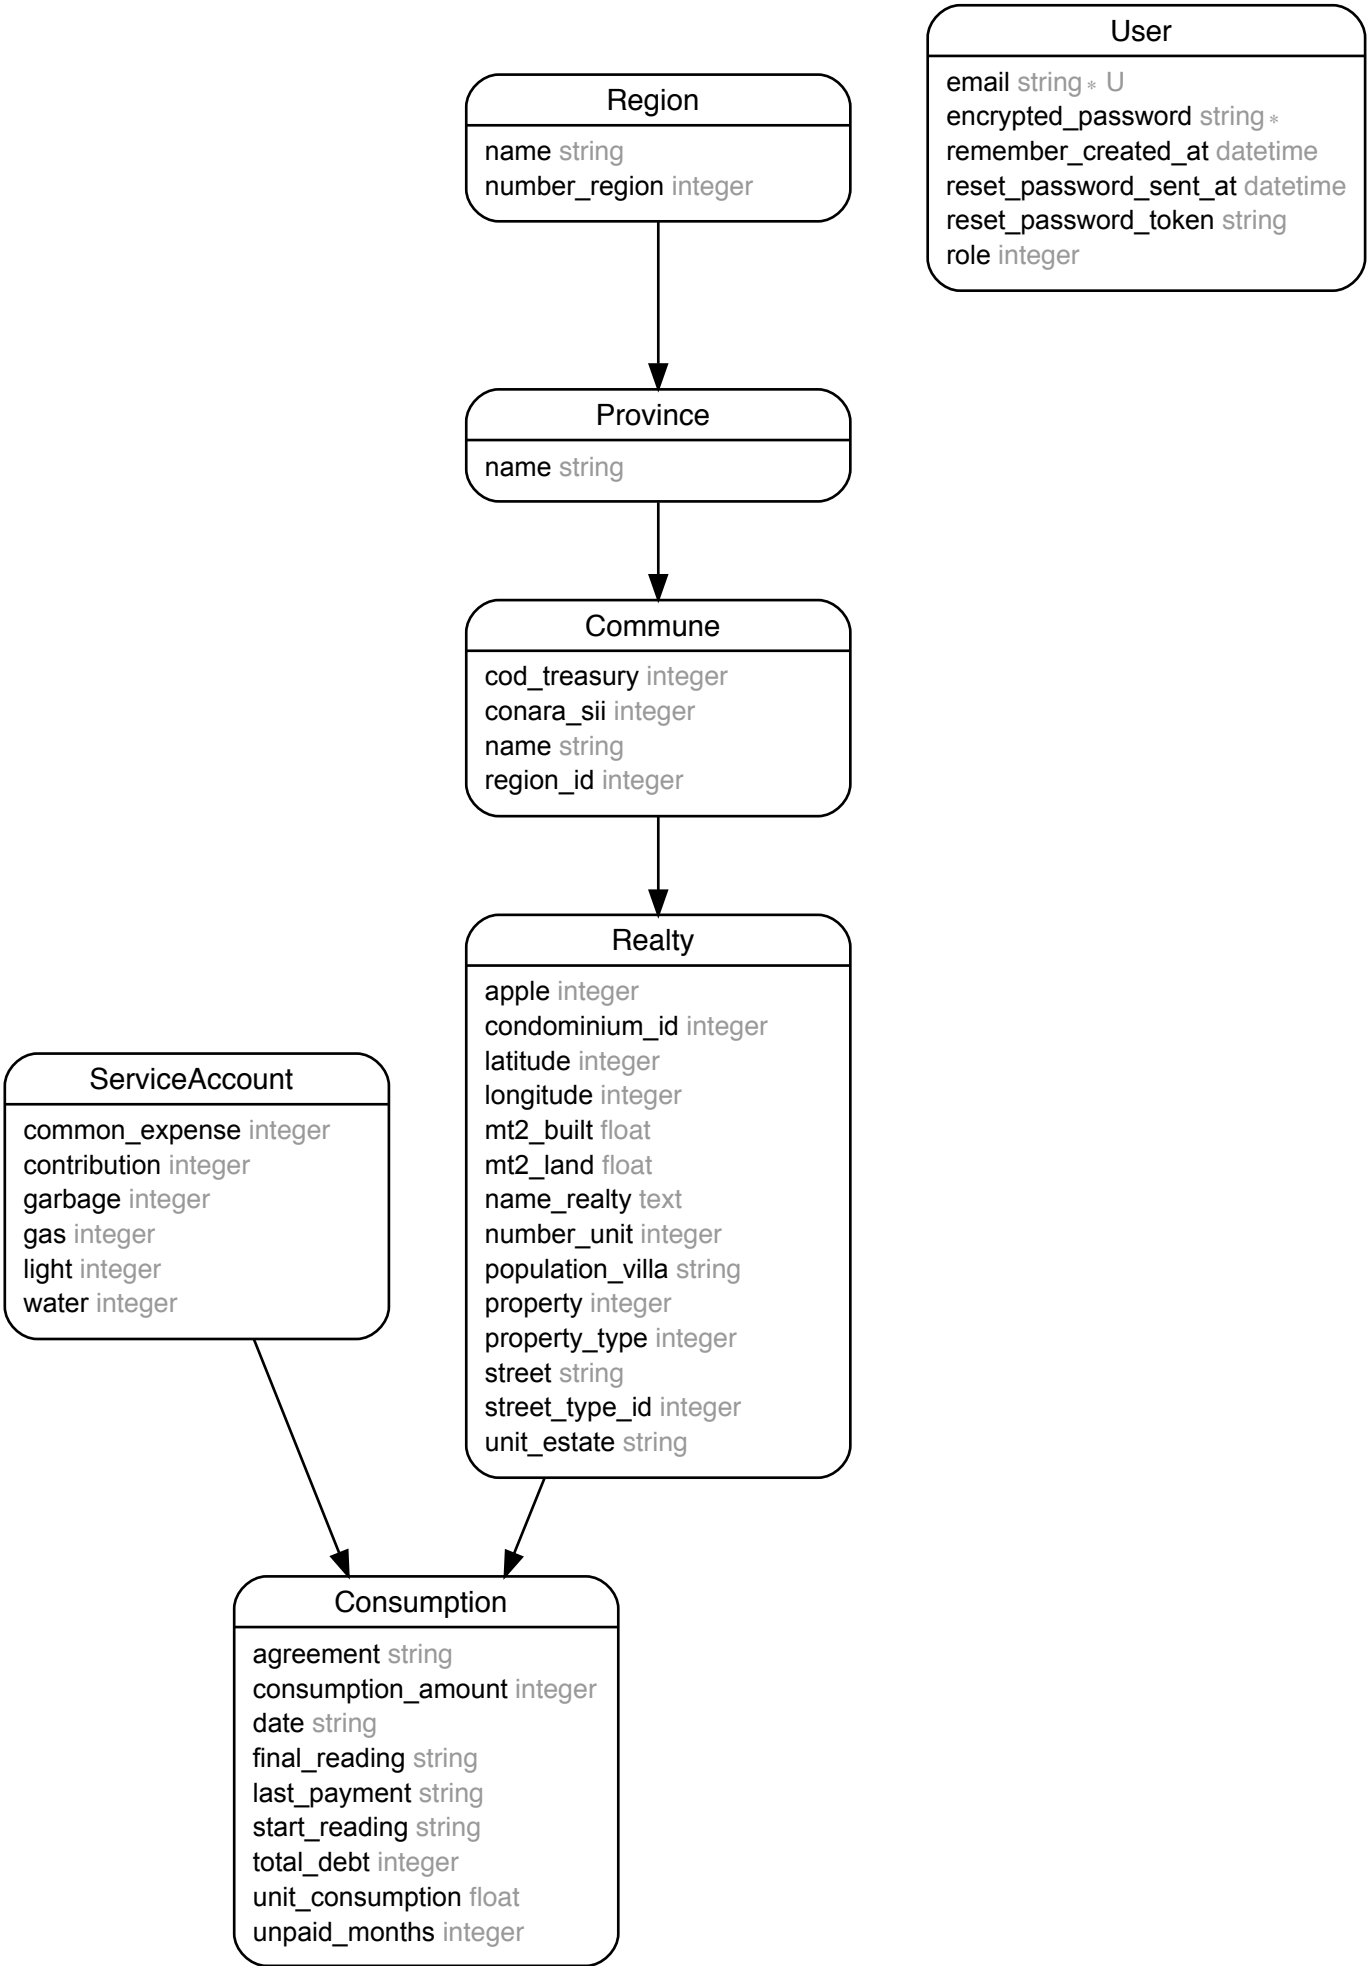 User
email string∗ U
encrypted_password string∗
remember_created_at datetime
reset_password_sent_at datetime
reset_password_token string
role integer
Region
name string
number_region integer
Province
name string
Commune
cod_treasury integer
conara_sii integer
name string
region_id integer
Realty
apple integer
condominium_id integer
latitude integer
longitude integer
mt2_built float
mt2_land float
name_realty text
number_unit integer
population_villa string
property integer
property_type integer
street string
street_type_id integer
unit_estate string
ServiceAccount
common_expense integer
contribution integer
garbage integer
gas integer
light integer
water integer
Consumption
agreement string
consumption_amount integer
date string
final_reading string
last_payment string
start_reading string
total_debt integer
unit_consumption float
unpaid_months integer